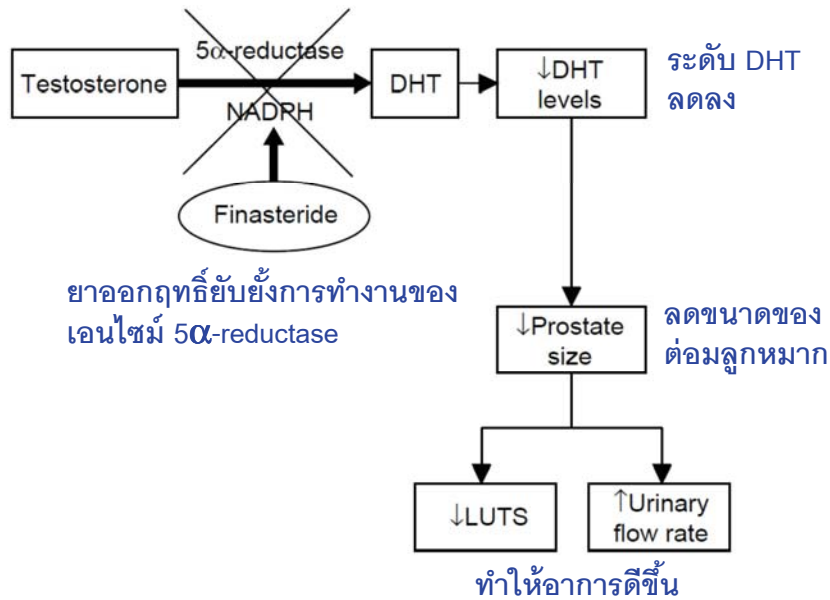 5α-reductase
Testosterone
DHT
↓DHT
levels
ระดับ DHT
ลดลง
NADPH
Finasteride
ยาออกฤทธิ์ยับยั้งการทำงานของ
เอนไซม์ 5α-reductase
↓Prostate
size
ลดขนาดของ
ต่อมลูกหมาก
↓LUTS
↑Urinary
flow rate
ทำให้อาการดีขึ้น